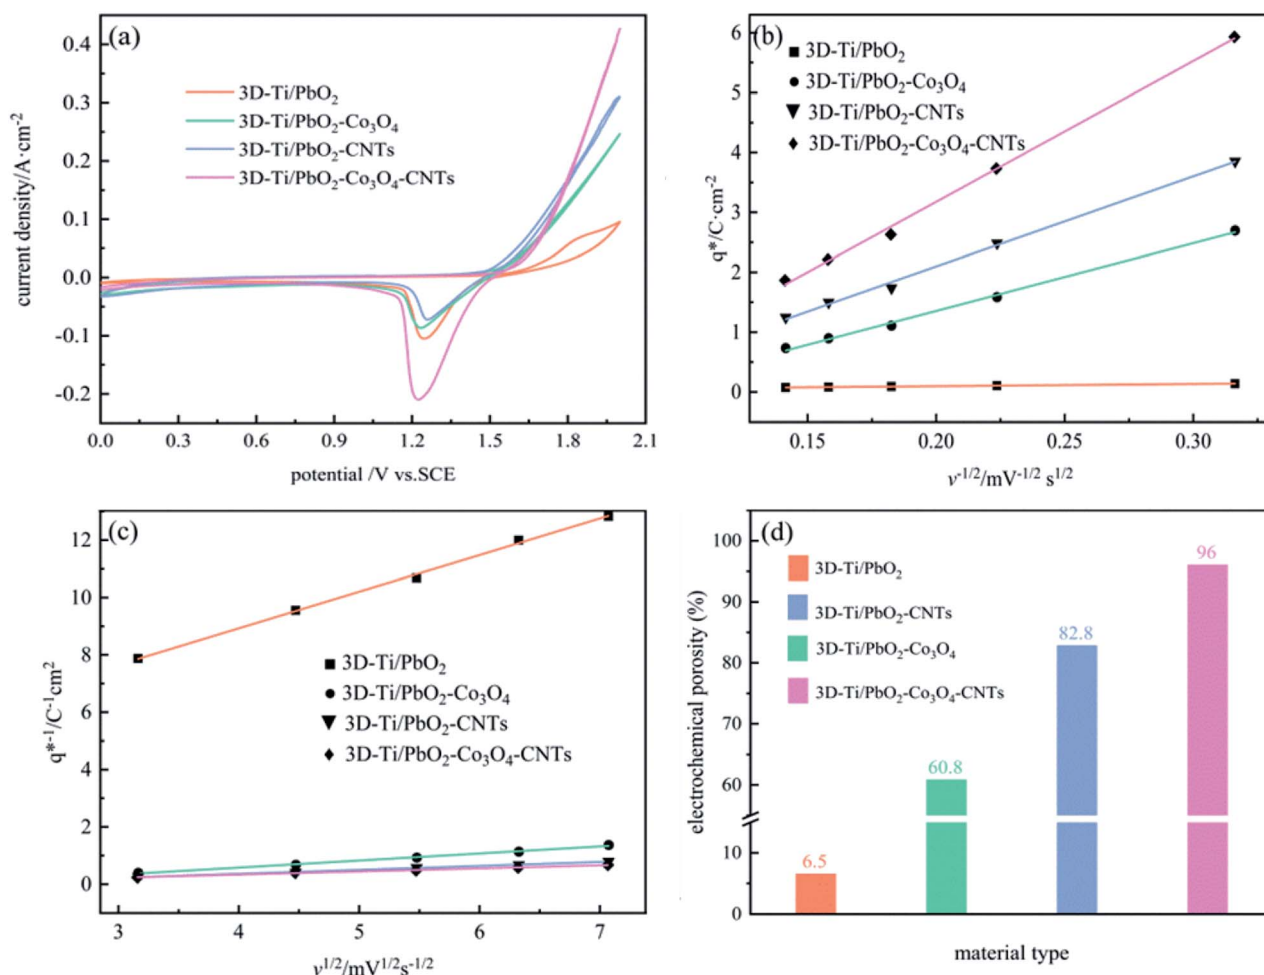 (a)
3D-Ti/PbO₂
3D-Ti/PbO₂-Co₃O₄
3D-Ti/PbO₂-CNTs
3D-Ti/PbO₂-Co₃O₄-CNTs
current density/A·cm⁻²
0.4
0.3
0.2
0.1
0.0
-0.1
-0.2
0.0 0.3 0.6 0.9 1.2 1.5 1.8 2.1
potential /V vs.SCE
(b)
3D-Ti/PbO₂
3D-Ti/PbO₂-Co₃O₄
3D-Ti/PbO₂-CNTs
3D-Ti/PbO₂-Co₃O₄-CNTs
q*/C·cm⁻²
6
5
4
3
2
1
0
0.15 0.20 0.25 0.30
v⁻¹/²/mV⁻¹/² s¹/²
(c)
3D-Ti/PbO₂
3D-Ti/PbO₂-Co₃O₄
3D-Ti/PbO₂-CNTs
3D-Ti/PbO₂-Co₃O₄-CNTs
q*⁻¹/C⁻¹cm²
12
10
8
6
4
2
0
3 4 5 6 7
v¹/²/mV¹/²s⁻¹/²
(d)
3D-Ti/PbO₂
3D-Ti/PbO₂-CNTs
3D-Ti/PbO₂-Co₃O₄
3D-Ti/PbO₂-Co₃O₄-CNTs
electrochemical porosity (%)
100
90
80
70
60
10
0
6.5
60.8
82.8
96
material type